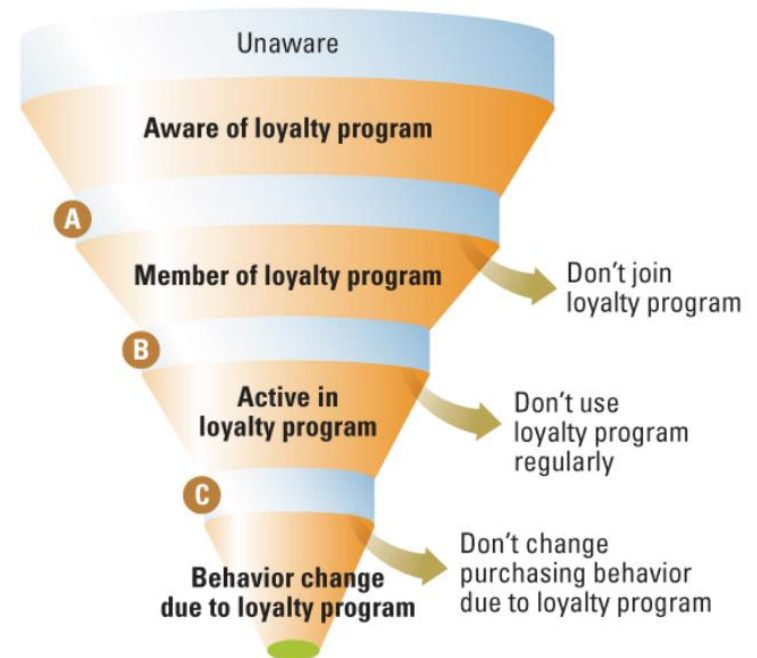 Unaware
Aware of loyalty program
A
Member of loyalty program
Don't join
loyalty program
B
Active in
loyalty program
Don't use
loyalty program
regularly
C
Behavior change
due to loyalty program
Don't change
purchasing behavior
due to loyalty program